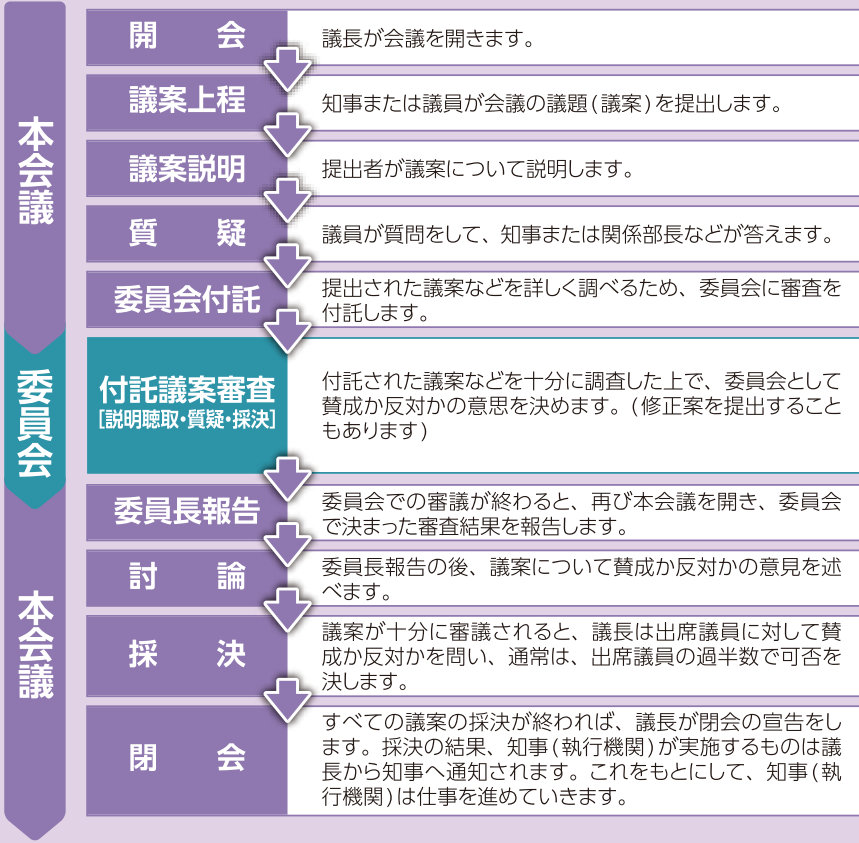 本会議
開会
議長が会議を開きます。
議案上程
知事または議員が会議の議題(議案)を提出します。
議案説明
提出者が議案について説明します。
質疑
議員が質問をして、知事または関係部長などが答えます。
委員会付託
提出された議案などを詳しく調べるため、委員会に審査を
付託します。
委員会
付託議案審査
[説明聴取・質疑・採決]
付託された議案などを十分に調査した上で、委員会として
賛成か反対かの意思を決めます。(修正案を提出すること
もあります)
本会議
委員長報告
委員会での審議が終わると、再び本会議を開き、委員会
で決まった審査結果を報告します。
討論
委員長報告の後、議案について賛成か反対かの意見を述
べます。
採決
議案が十分に審議されると、議長は出席議員に対して賛
成か反対かを問い、通常は、出席議員の過半数で可否を
決します。
閉会
すべての議案の採決が終われば、議長が閉会の宣告をし
ます。採決の結果、知事(執行機関)が実施するものは議
長から知事へ通知されます。これをもとにして、知事(執
行機関)は仕事を進めていきます。